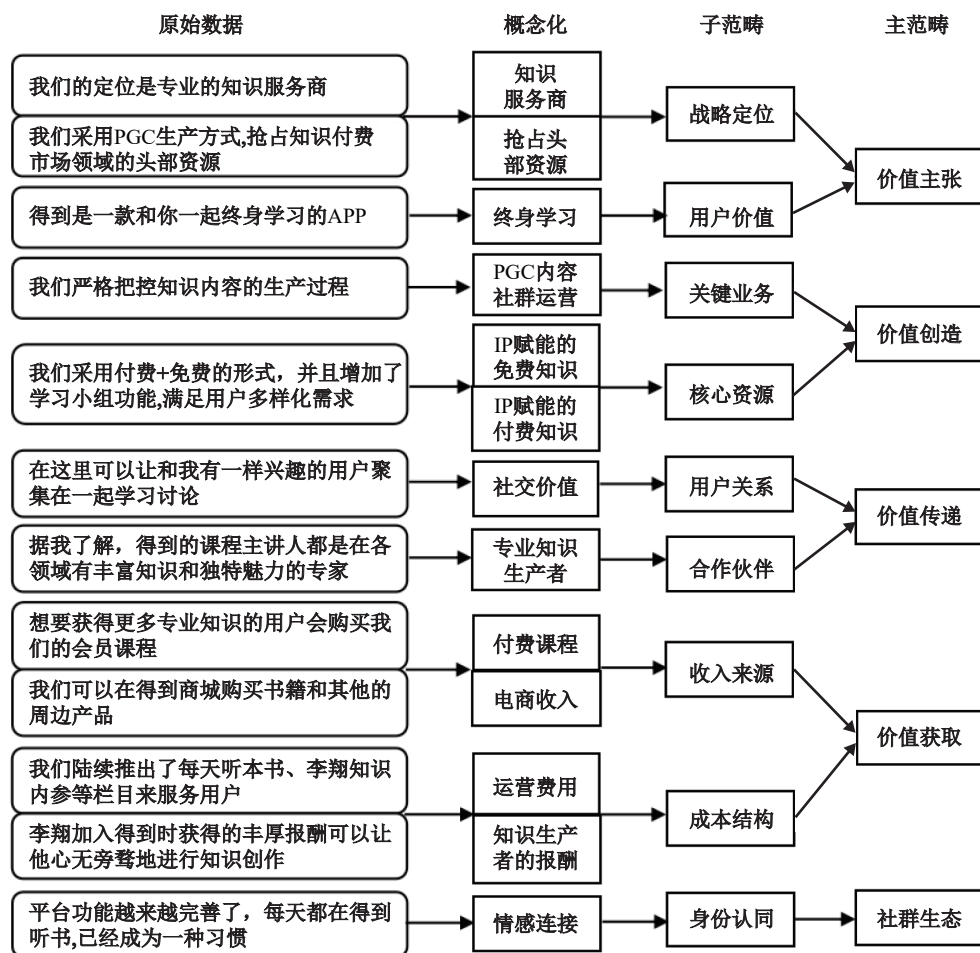 原始数据
概念化
子范畴
主范畴
我们的定位是专业的知识服务商
我们采用PGC生产方式,抢占知识付费
市场领域的头部资源
知识
服务商
抢占头
部资源
战略定位
价值主张
得到是一款和你一起终身学习的APP
终身学习
用户价值
我们严格把控知识内容的生产过程
PGC内容
社群运营
关键业务
价值创造
我们采用付费+免费的形式，并且增加了
学习小组功能,满足用户多样化需求
IP赋能的
免费知识
IP赋能的
付费知识
核心资源
在这里可以让和我有一样兴趣的用户聚
集在一起学习讨论
社交价值
用户关系
价值传递
据我了解，得到的课程主讲人都是在各
领域有丰富知识和独特魅力的专家
专业知识
生产者
合作伙伴
想要获得更多专业知识的用户会购买我
们的会员课程
我们可以在得到商城购买书籍和其他的
周边产品
付费课程
电商收入
收入来源
价值获取
我们陆续推出了每天听本书、李翔知识
内参等栏目来服务用户
李翔加入得到时获得的丰厚报酬可以让
他心无旁骛地进行知识创作
运营费用
知识生产
者的报酬
成本结构
平台功能越来越完善了，每天都在得到
听书,已经成为一种习惯
情感连接
身份认同
社群生态